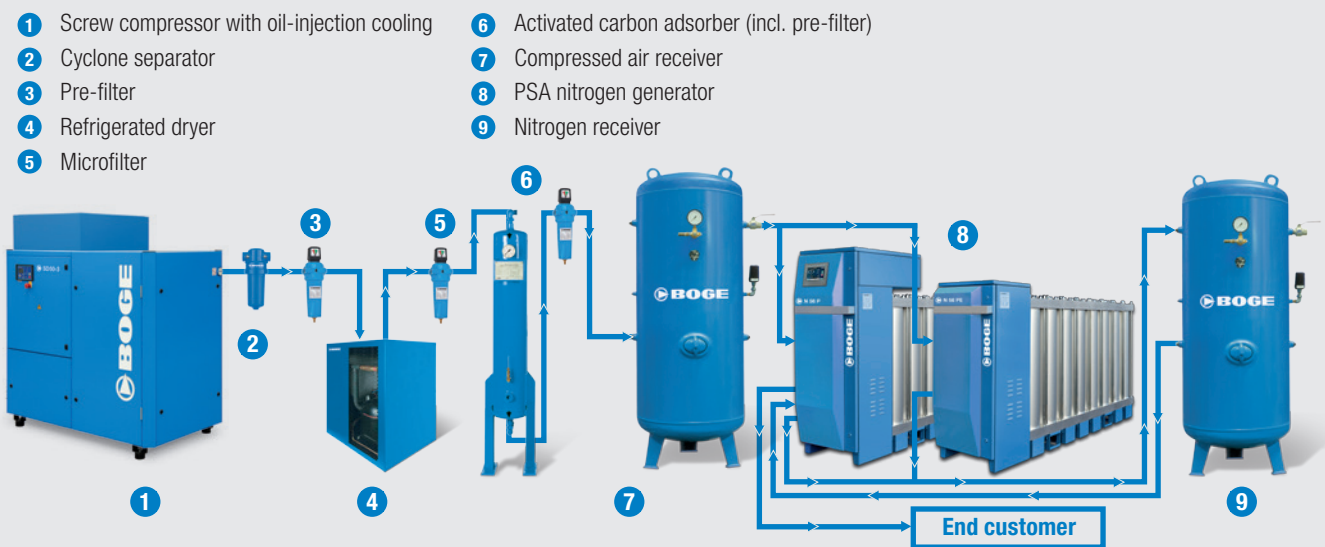 1 Screw compressor with oil-injection cooling
2 Cyclone separator
3 Pre-filter
4 Refrigerated dryer
5 Microfilter
6 Activated carbon adsorber (incl. pre-filter)
7 Compressed air receiver
8 PSA nitrogen generator
9 Nitrogen receiver
6
3
5
8
BOGE
BOGE
BOGE
BOGE
BOGE
2
1
4
7
9
End customer